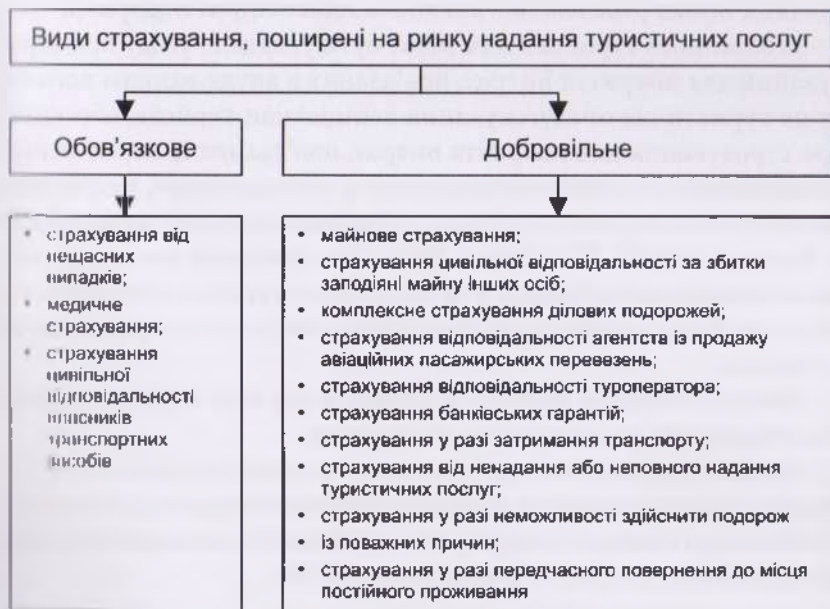 Види страхування, поширені на ринку надання туристичних послуг
Обов’язкове
Добровільне
• страхування від
нещасних
випадків;
• медичне
страхування;
• страхування
цивільної
відповідальності
власників
транспортних
засобів
• майнове страхування;
• страхування цивільної відповідальності за збитки
заподіяні майну інших осіб;
• комплексне страхування ділових подорожей;
• страхування відповідальності агентств із продажу
авіаційних пасажирських перевезень;
• страхування відповідальності туроператора;
• страхування банківських гарантій;
• страхування у разі затримання транспорту;
• страхування від ненадання або неповного надання
туристичних послуг;
• страхування у разі неможливості здійснити подорож
із поважних причин;
• страхування у разі передчасного повернення до місця
постійного проживання